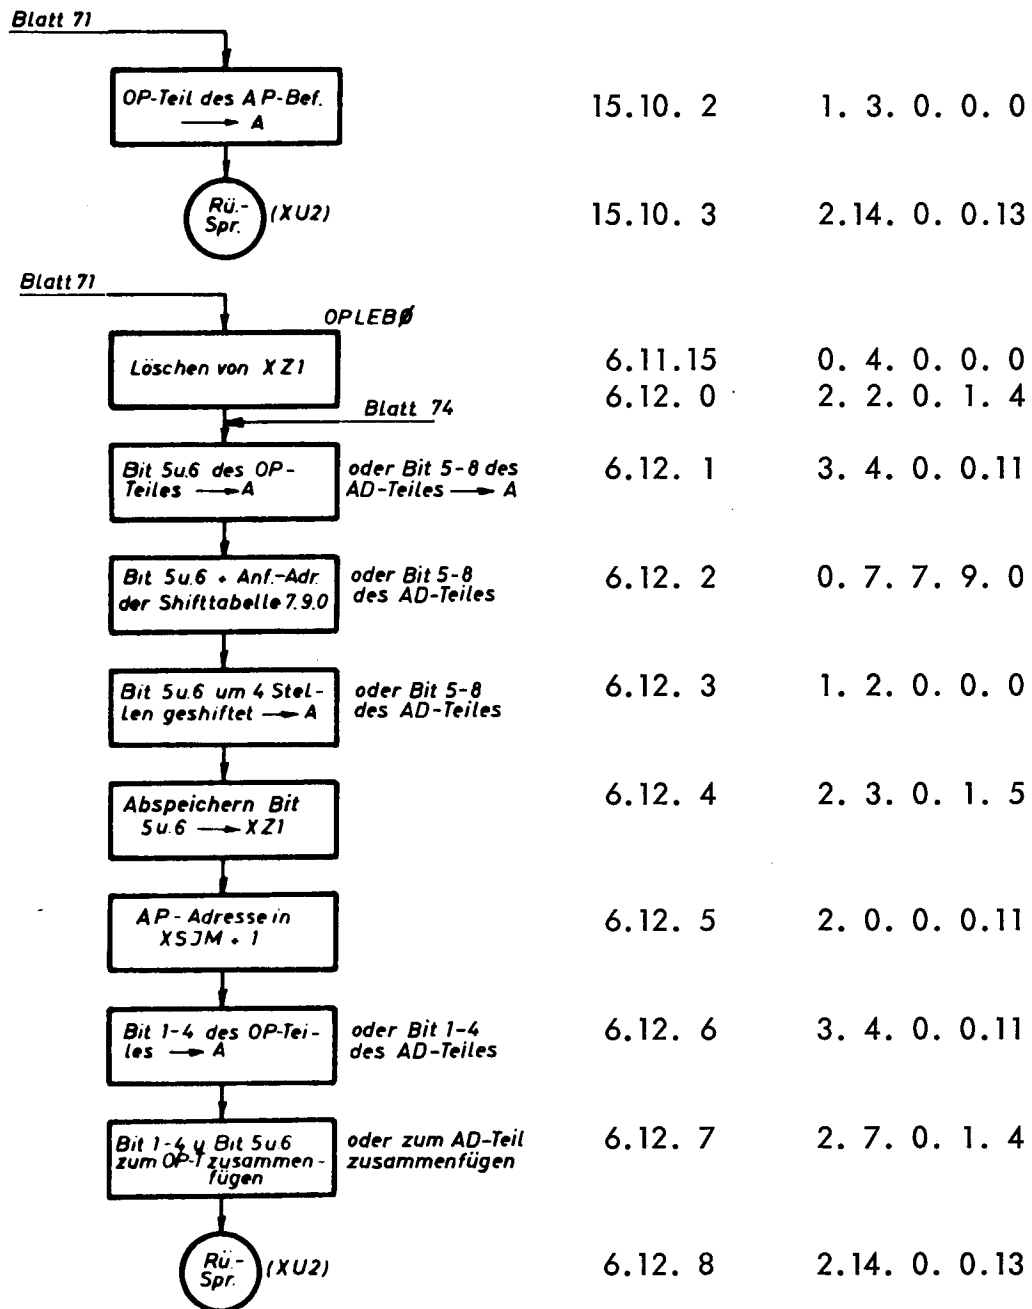 Blatt 71
OP-Teil des AP-Bef.
→ A
15.10. 2 1. 3. 0. 0. 0
Rü.-
Spr.
(XU2)
15.10. 3 2.14. 0. 0.13
Blatt 71
OPLEBØ
Löschen von XZ1
6.11.15 0. 4. 0. 0. 0
6.12. 0 2. 2. 0. 1. 4
Blatt 74
Bit 5u.6 des OP-
Teiles → A
oder Bit 5-8 des
AD-Teiles → A
6.12. 1 3. 4. 0. 0.11
Bit 5u.6 + Anf.-Adr.
der Shifttabelle 7.9.0
oder Bit 5-8
des AD-Teiles
6.12. 2 0. 7. 7. 9. 0
Bit 5u.6 um 4 Stel-
len geshiftet → A
oder Bit 5-8
des AD-Teiles
6.12. 3 1. 2. 0. 0. 0
Abspeichern Bit
5u.6 → XZ1
6.12. 4 2. 3. 0. 1. 5
AP-Adresse in
XSJM + 1
6.12. 5 2. 0. 0. 0.11
Bit 1-4 des OP-Tei-
les → A
oder Bit 1-4
des AD-Teiles
6.12. 6 3. 4. 0. 0.11
Bit 1-4 u Bit 5u6
zum OP-T zusammen-
fügen
oder zum AD-Teil
zusammenfügen
6.12. 7 2. 7. 0. 1. 4
Rü.-
Spr.
(XU2)
6.12. 8 2.14. 0. 0.13